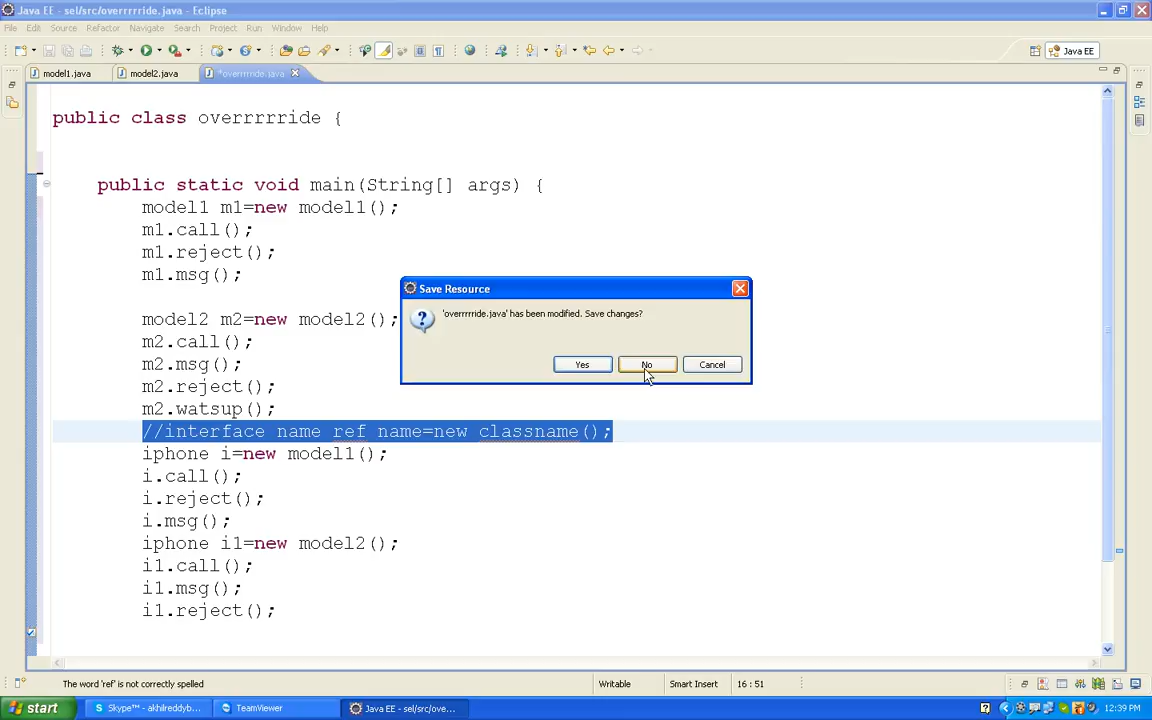 Java EE - sel/src/overrrrride.java - Eclipse
File Edit Source Refactor Navigate Search Project Run Window Help
Java EE
model1.java model2.java *overrrrride.java
public class overrrrride {
public static void main(String[] args) {
model1 m1=new model1();
m1.call();
m1.reject();
m1.msg();
Save Resource
'overrrrride.java' has been modified. Save changes?
Yes No Cancel
model2 m2=new model2();
m2.call();
m2.msg();
m2.reject();
m2.watsup();
//interface name ref name=new classname();
iphone i=new model1();
i.call();
i.reject();
i.msg();
iphone i1=new model2();
i1.call();
i1.msg();
i1.reject();
The word 'ref' is not correctly spelled Writable Smart Insert 16 : 51
start Skype™ - akhilreddyb... TeamViewer Java EE - sel/src/ove... 12:39 PM